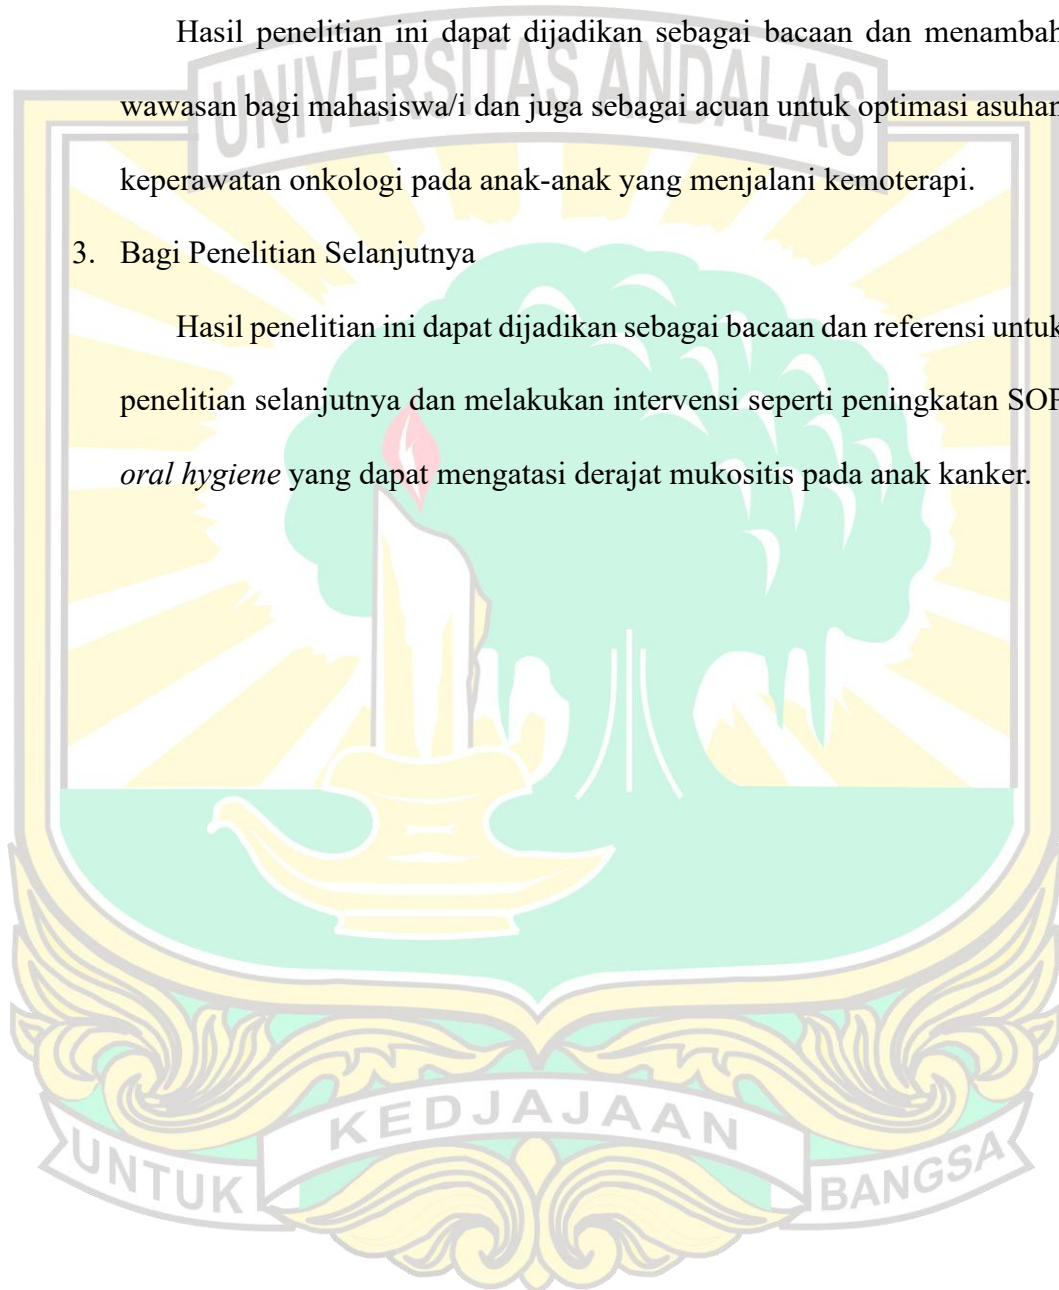 Hasil penelitian ini dapat dijadikan sebagai bacaan dan menambah
UNIVERSITAS ANDALAS
wawasan bagi mahasiswa/i dan juga sebagai acuan untuk optimasi asuhan
keperawatan onkologi pada anak-anak yang menjalani kemoterapi.
3. Bagi Penelitian Selanjutnya
Hasil penelitian ini dapat dijadikan sebagai bacaan dan referensi untuk
penelitian selanjutnya dan melakukan intervensi seperti peningkatan SOP
oral hygiene yang dapat mengatasi derajat mukositis pada anak kanker.
UNTUK KEDJAJAAN BANGSA